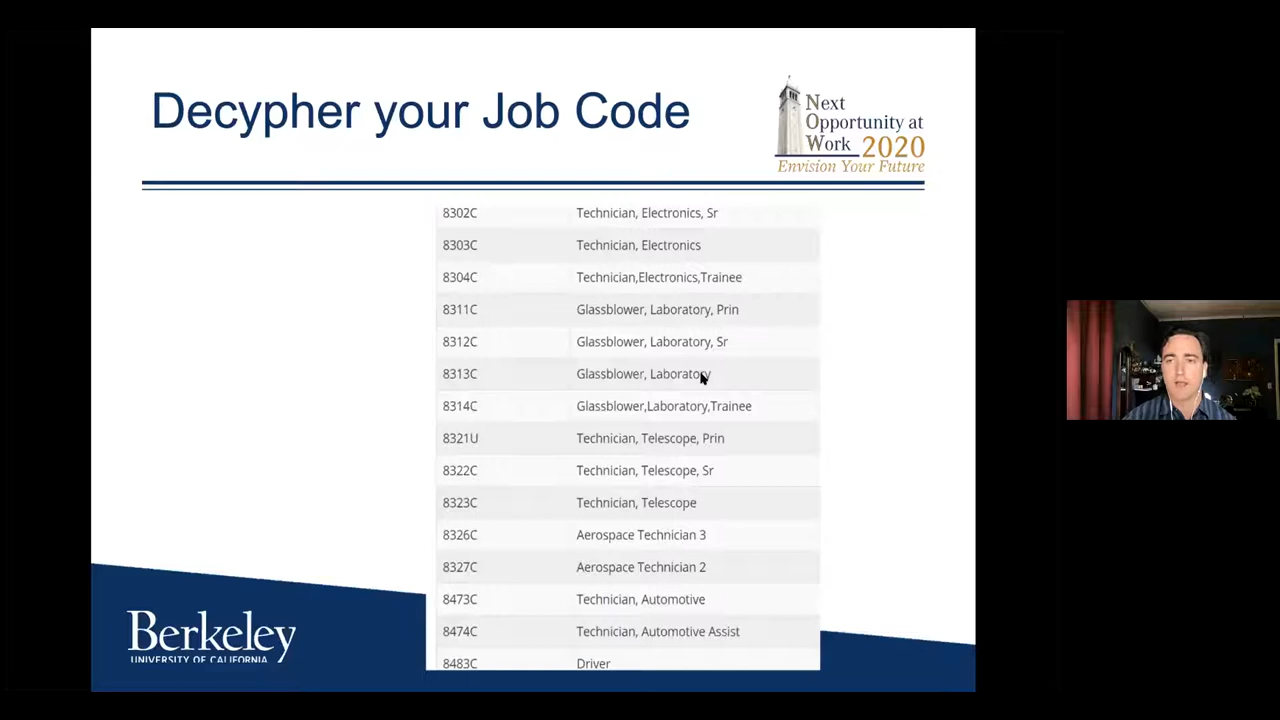 Decypher your Job Code
Next
Opportunity at
Work 2020
Envision Your Future
8302C Technician, Electronics, Sr
8303C Technician, Electronics
8304C Technician,Electronics,Trainee
8311C Glassblower, Laboratory, Prin
8312C Glassblower, Laboratory, Sr
8313C Glassblower, Laboratory
8314C Glassblower,Laboratory,Trainee
8321U Technician, Telescope, Prin
8322C Technician, Telescope, Sr
8323C Technician, Telescope
8326C Aerospace Technician 3
8327C Aerospace Technician 2
8473C Technician, Automotive
8474C Technician, Automotive Assist
8483C Driver
Berkeley
UNIVERSITY OF CALIFORNIA